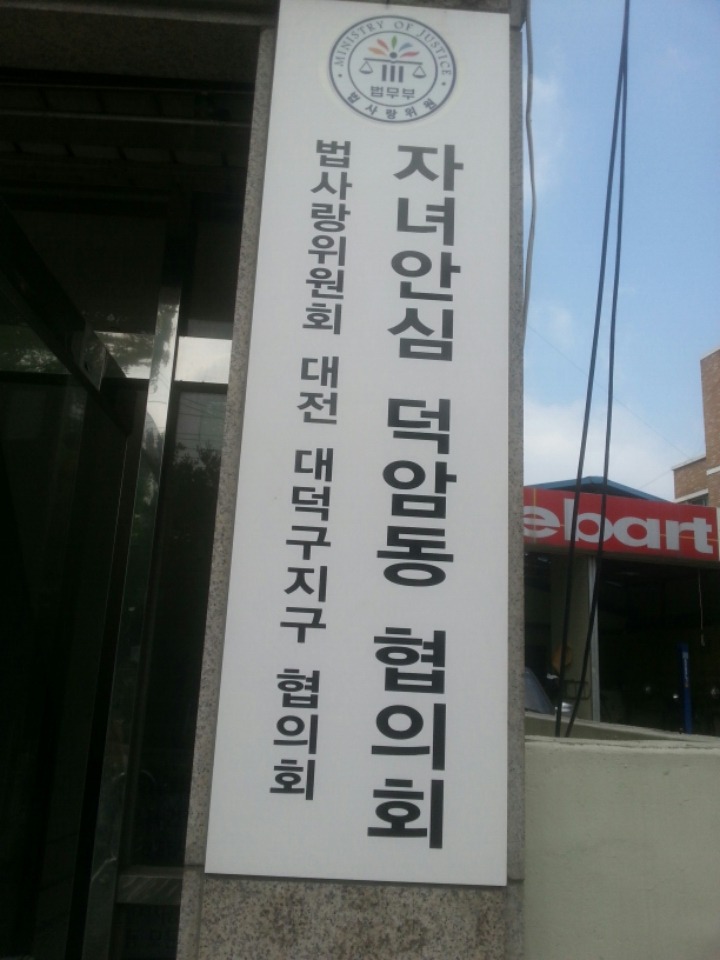 MINISTRY OF JUSTICE
법무부
법사랑위원
자녀안심 덕암동 협의회
법사랑위원회 대전 대덕구지구 협의회
ebart